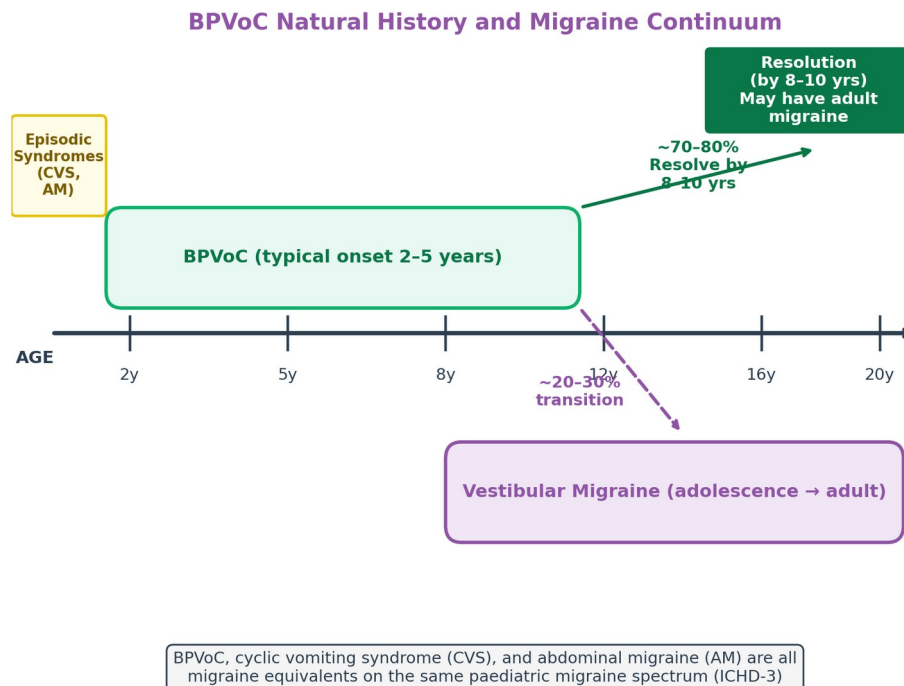 BPVoC Natural History and Migraine Continuum
Resolution
(by 8–10 yrs)
May have adult
migraine
Episodic
Syndromes
(CVS,
AM)
~70–80%
Resolve by
8–10 yrs
BPVoC (typical onset 2–5 years)
AGE
2y
5y
8y
12y
16y
20y
~20–30%
transition
Vestibular Migraine (adolescence → adult)
BPVoC, cyclic vomiting syndrome (CVS), and abdominal migraine (AM) are all
migraine equivalents on the same paediatric migraine spectrum (ICHD-3)